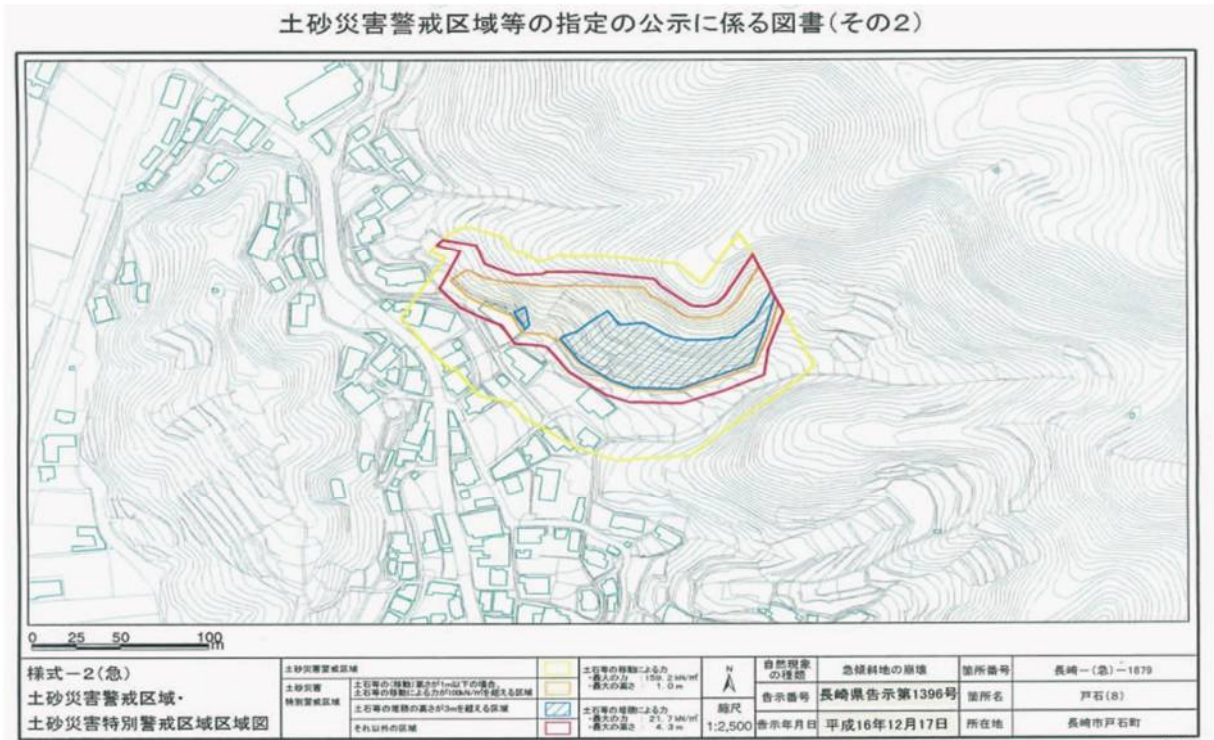 土砂災害警戒区域等の指定の公示に係る図書(その2)
0 25 50 100
m
様式-2(急)
土砂災害警戒区域・
土砂災害特別警戒区域区域図
土砂災害警戒区域
土砂災害
特別警戒区域
土石等の(移動)高さが1m以下の場合、
土石等の移動による力が100kN/㎡を超える区域
土石等の堆積の高さが3mを超える区域
それ以外の区域
土石等の移動による力
・最大の力 : 159.2kN/㎡
・最大の高さ : 1.0m
土石等の堆積による力
・最大の力 : 21.7kN/㎡
・最大の高さ : 4.3m
N
縮尺
1:2,500
自然現象
の種類
急傾斜地の崩壊
箇所番号
長崎-(急)-1879
告示番号
長崎県告示第1396号
箇所名
戸石(8)
告示年月日
平成16年12月17日
所在地
長崎市戸石町